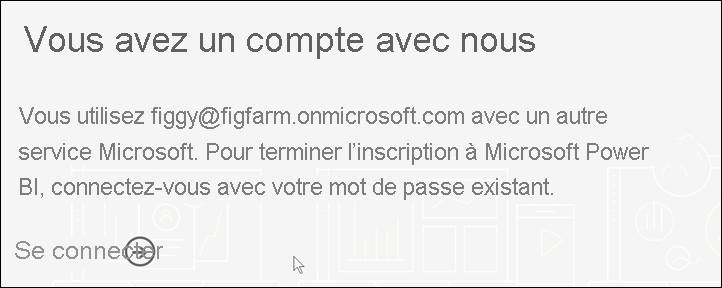 Vous avez un compte avec nous
Vous utilisez figgy@figfarm.onmicrosoft.com avec un autre
service Microsoft. Pour terminer l’inscription à Microsoft Power
BI, connectez-vous avec votre mot de passe existant.
Se connecter